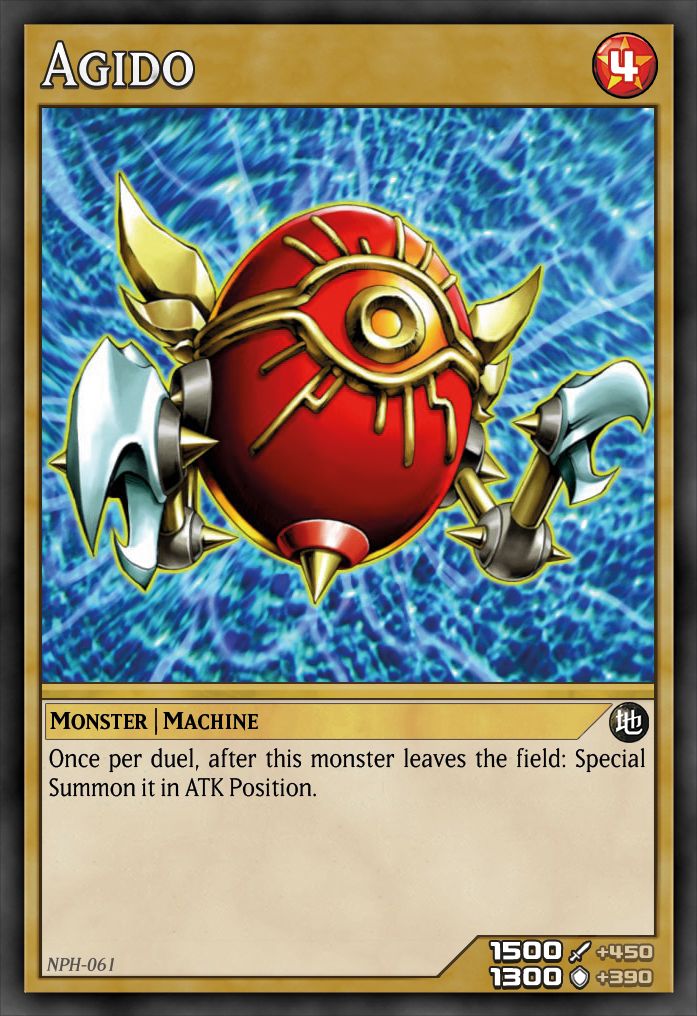 Agido
4
Monster | Machine
Once per duel, after this monster leaves the field: Special
Summon it in ATK Position.
NPH-061
1500 +450
1300 +390